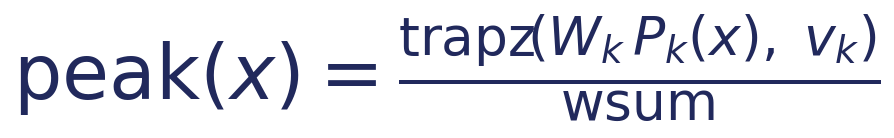 peak(x) = trapz(W_k P_k(x), v_k) / wsum